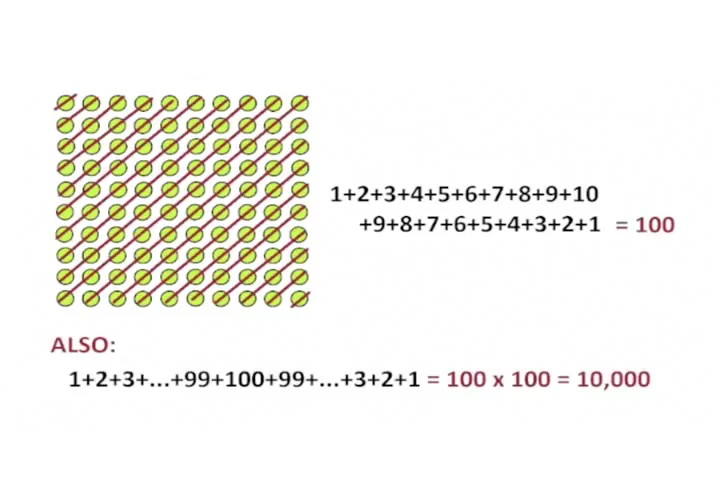 1+2+3+4+5+6+7+8+9+10
+9+8+7+6+5+4+3+2+1 = 100
ALSO:
1+2+3+...+99+100+99+...+3+2+1 = 100 x 100 = 10,000